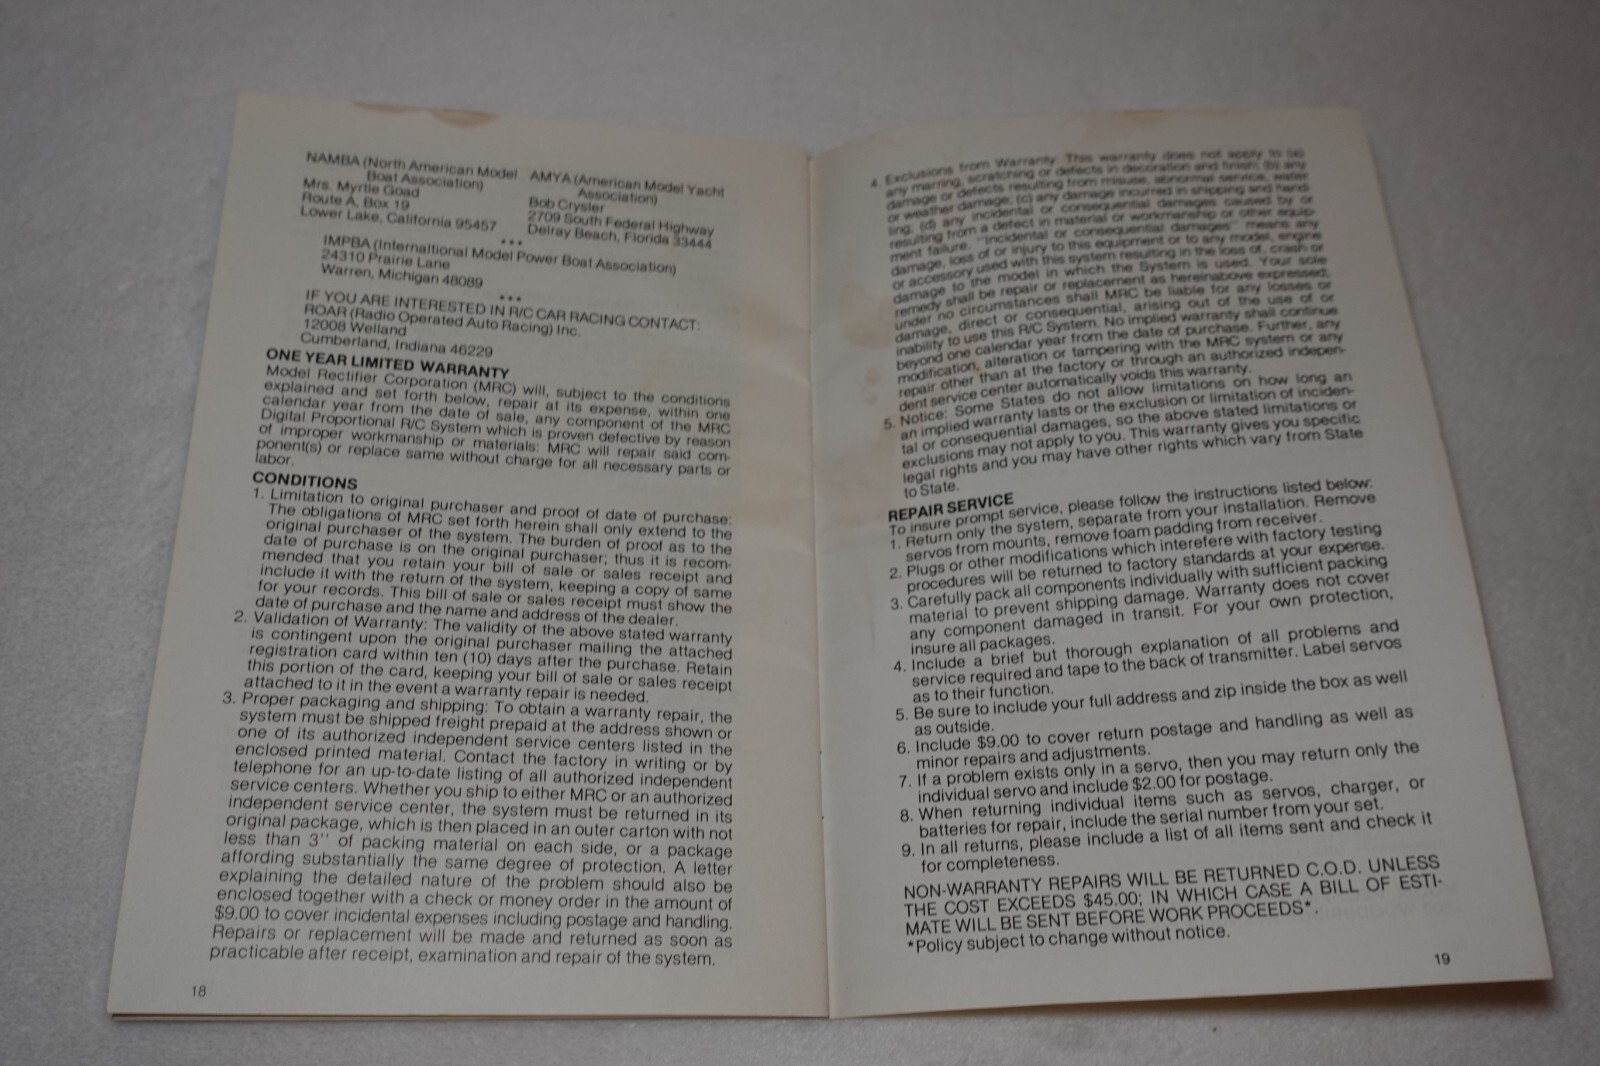 NAMBA (North American Model
Boat Association)
Mrs. Myrtle Goad
Route A, Box 19
Lower Lake, California 95457
AMYA (American Model Yacht
Association)
Bob Crysler
2709 South Federal Highway
Delray Beach, Florida 33444
***
IMPBA (Internaltional Model Power Boat Association)
24310 Prairie Lane
Warren, Michigan 48089
***
IF YOU ARE INTERESTED IN R/C CAR RACING CONTACT:
ROAR (Radio Operated Auto Racing) Inc.
12008 Welland
Cumberland, Indiana 46229
ONE YEAR LIMITED WARRANTY
Model Rectifier Corporation (MRC) will, subject to the conditions
explained and set forth below, repair at its expense, within one
calendar year from the date of sale, any component of the MRC
Digital Proportional R/C System which is proven defective by reason
of improper workmanship or materials: MRC will repair said com-
ponent(s) or replace same without charge for all necessary parts or
labor.
CONDITIONS
1. Limitation to original purchaser and proof of date of purchase:
The obligations of MRC set forth herein shall only extend to the
original purchaser of the system. The burden of proof as to the
date of purchase is on the original purchaser; thus it is recom-
mended that you retain your bill of sale or sales receipt and
include it with the return of the system, keeping a copy of same
for your records. This bill of sale or sales receipt must show the
date of purchase and the name and address of the dealer.
2. Validation of Warranty: The validity of the above stated warranty
is contingent upon the original purchaser mailing the attached
registration card within ten (10) days after the purchase. Retain
this portion of the card, keeping your bill of sale or sales receipt
attached to it in the event a warranty repair is needed.
3. Proper packaging and shipping: To obtain a warranty repair, the
system must be shipped freight prepaid at the address shown or
one of its authorized independent service centers listed in the
enclosed printed material. Contact the factory in writing or by
telephone for an up-to-date listing of all authorized independent
service centers. Whether you ship to either MRC or an authorized
independent service center, the system must be returned in its
original package, which is then placed in an outer carton with not
less than 3'' of packing material on each side, or a package
affording substantially the same degree of protection. A letter
explaining the detailed nature of the problem should also be
enclosed together with a check or money order in the amount of
$9.00 to cover incidental expenses including postage and handling.
Repairs or replacement will be made and returned as soon as
practicable after receipt, examination and repair of the system.
18
4. Exclusions from Warranty: This warranty does not apply to (a)
any marring, scratching or defects in decoration and finish; (b) any
damage or defects resulting from misuse, abnormal service, water
or weather damage; (c) any damage incurred in shipping and hand-
ling; (d) any incidental or consequential damages caused by or
resulting from a defect in material or workmanship or other equip-
ment failure. "Incidental or consequential damages" means any
damage, loss of or injury to this equipment or to any model, engine
or accessory used with this system resulting in the loss of, crash or
damage to the model in which the System is used. Your sole
remedy shall be repair or replacement as hereinabove expressed;
under no circumstances shall MRC be liable for any losses or
damage, direct or consequential, arising out of the use of or
inability to use this R/C System. No implied warranty shall continue
beyond one calendar year from the date of purchase. Further, any
modification, alteration or tampering with the MRC system or any
repair other than at the factory or through an authorized indepen-
dent service center automatically voids this warranty.
5. Notice: Some States do not allow limitations on how long an
an implied warranty lasts or the exclusion or limitation of inciden-
tal or consequential damages, so the above stated limitations or
exclusions may not apply to you. This warranty gives you specific
legal rights and you may have other rights which vary from State
to State.
REPAIR SERVICE
To insure prompt service, please follow the instructions listed below:
1. Return only the system, separate from your installation. Remove
servos from mounts, remove foam padding from receiver.
2. Plugs or other modifications which interefere with factory testing
procedures will be returned to factory standards at your expense.
3. Carefully pack all components individually with sufficient packing
material to prevent shipping damage. Warranty does not cover
any component damaged in transit. For your own protection,
insure all packages.
4. Include a brief but thorough explanation of all problems and
service required and tape to the back of transmitter. Label servos
as to their function.
5. Be sure to include your full address and zip inside the box as well
as outside.
6. Include $9.00 to cover return postage and handling as well as
minor repairs and adjustments.
7. If a problem exists only in a servo, then you may return only the
individual servo and include $2.00 for postage.
8. When returning individual items such as servos, charger, or
batteries for repair, include the serial number from your set.
9. In all returns, please include a list of all items sent and check it
for completeness.
NON-WARRANTY REPAIRS WILL BE RETURNED C.O.D. UNLESS
THE COST EXCEEDS $45.00; IN WHICH CASE A BILL OF ESTI-
MATE WILL BE SENT BEFORE WORK PROCEEDS*.
*Policy subject to change without notice.
19